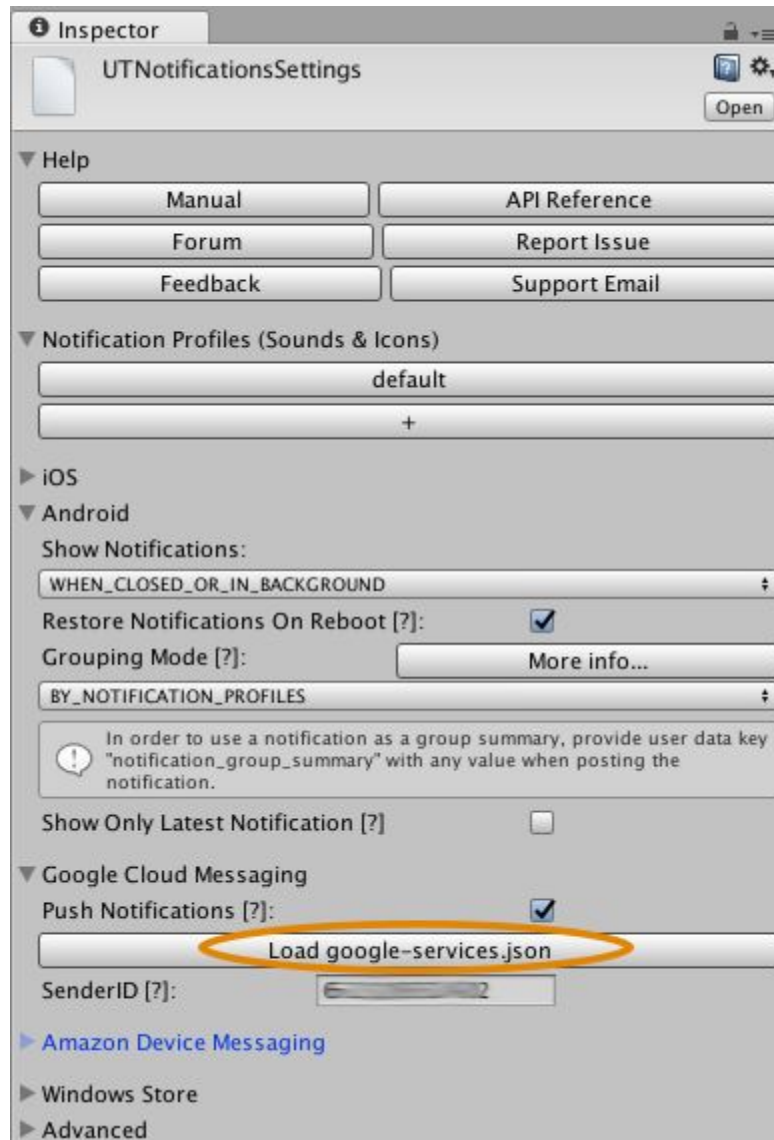 Inspector
UTNotificationsSettings
Open
Help
Manual API Reference
Forum Report Issue
Feedback Support Email
Notification Profiles (Sounds & Icons)
default
+
iOS
Android
Show Notifications:
WHEN_CLOSED_OR_IN_BACKGROUND
Restore Notifications On Reboot [?]:
Grouping Mode [?]: More info...
BY_NOTIFICATION_PROFILES
In order to use a notification as a group summary, provide user data key
"notification_group_summary" with any value when posting the
notification.
Show Only Latest Notification [?]
Google Cloud Messaging
Push Notifications [?]:
Load google-services.json
SenderID [?]:
Amazon Device Messaging
Windows Store
Advanced